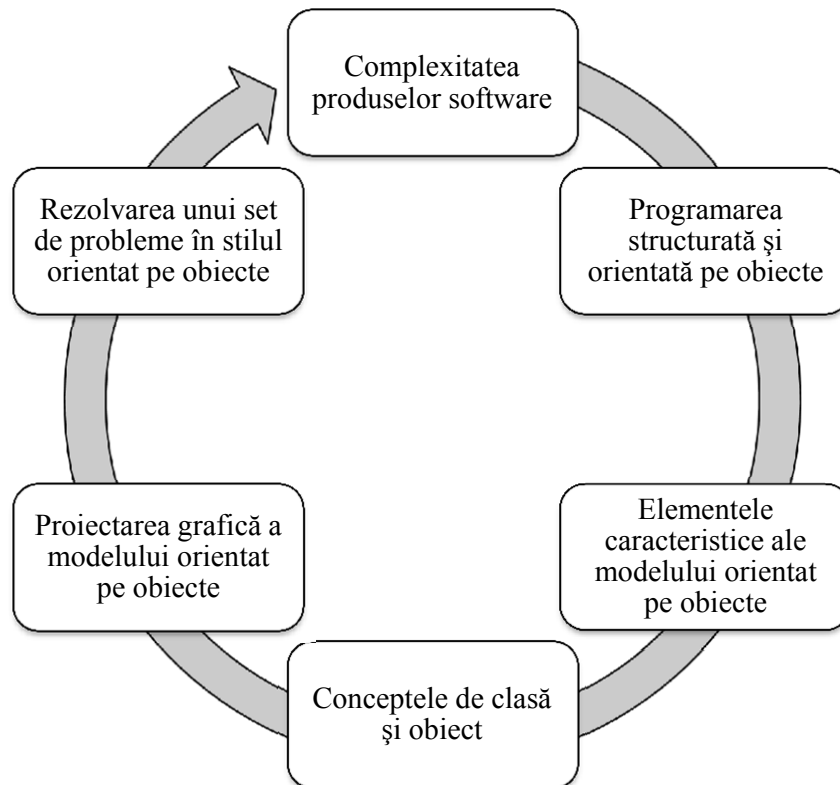 Complexitatea
produselor software
Programarea
structurată şi
orientată pe obiecte
Elementele
caracteristice ale
modelului orientat
pe obiecte
Conceptele de clasă
şi obiect
Proiectarea grafică a
modelului orientat
pe obiecte
Rezolvarea unui set
de probleme în stilul
orientat pe obiecte